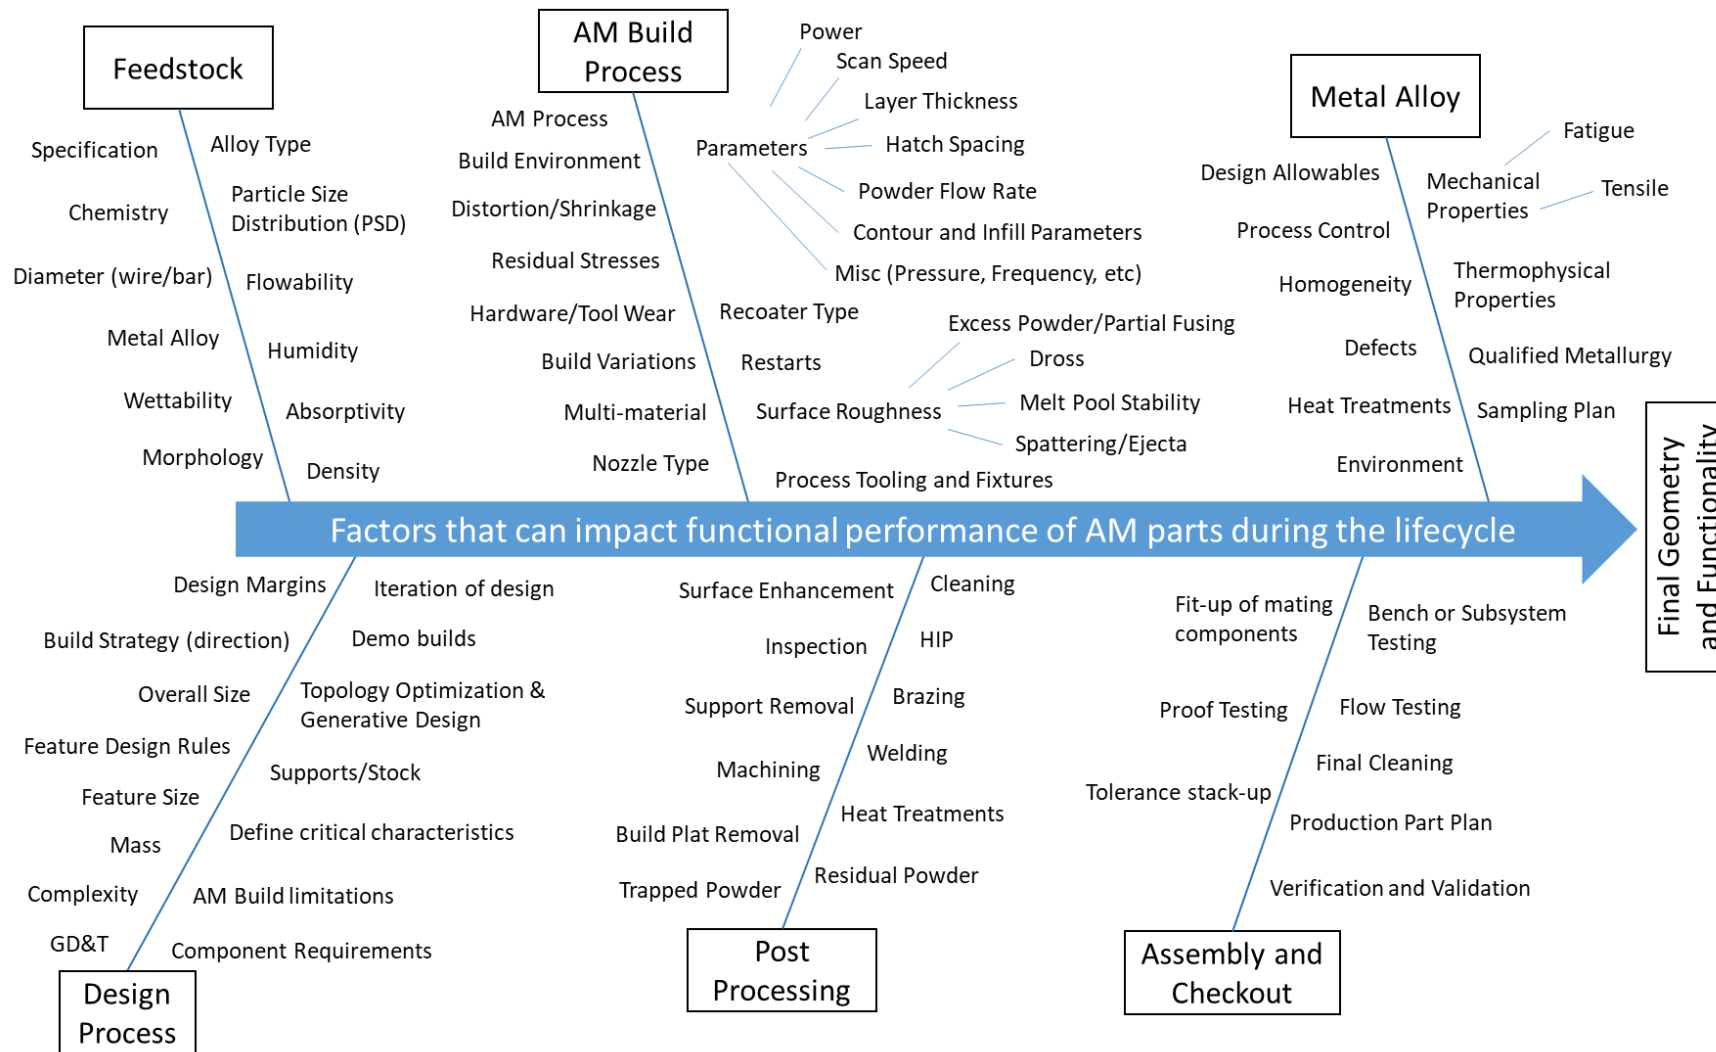 Feedstock
Specification
Chemistry
Diameter (wire/bar)
Metal Alloy
Wettability
Morphology
Alloy Type
Particle Size
Distribution (PSD)
Flowability
Humidity
Absorptivity
Density
AM Build
Process
AM Process
Build Environment
Distortion/Shrinkage
Residual Stresses
Hardware/Tool Wear
Build Variations
Multi-material
Nozzle Type
Parameters
Power
Scan Speed
Layer Thickness
Hatch Spacing
Powder Flow Rate
Contour and Infill Parameters
Misc (Pressure, Frequency, etc)
Recoater Type
Restarts
Surface Roughness
Excess Powder/Partial Fusing
Dross
Melt Pool Stability
Spattering/Ejecta
Process Tooling and Fixtures
Metal Alloy
Design Allowables
Process Control
Homogeneity
Defects
Heat Treatments
Environment
Mechanical
Properties
Fatigue
Tensile
Thermophysical
Properties
Qualified Metallurgy
Sampling Plan
Factors that can impact functional performance of AM parts during the lifecycle
Final Geometry
and Functionality
Design Margins
Build Strategy (direction)
Overall Size
Feature Design Rules
Feature Size
Mass
Complexity
GD&T
Iteration of design
Demo builds
Topology Optimization &
Generative Design
Supports/Stock
Define critical characteristics
AM Build limitations
Component Requirements
Design
Process
Surface Enhancement
Inspection
Support Removal
Machining
Build Plat Removal
Trapped Powder
Cleaning
HIP
Brazing
Welding
Heat Treatments
Residual Powder
Post
Processing
Fit-up of mating
components
Proof Testing
Tolerance stack-up
Bench or Subsystem
Testing
Flow Testing
Final Cleaning
Production Part Plan
Verification and Validation
Assembly and
Checkout